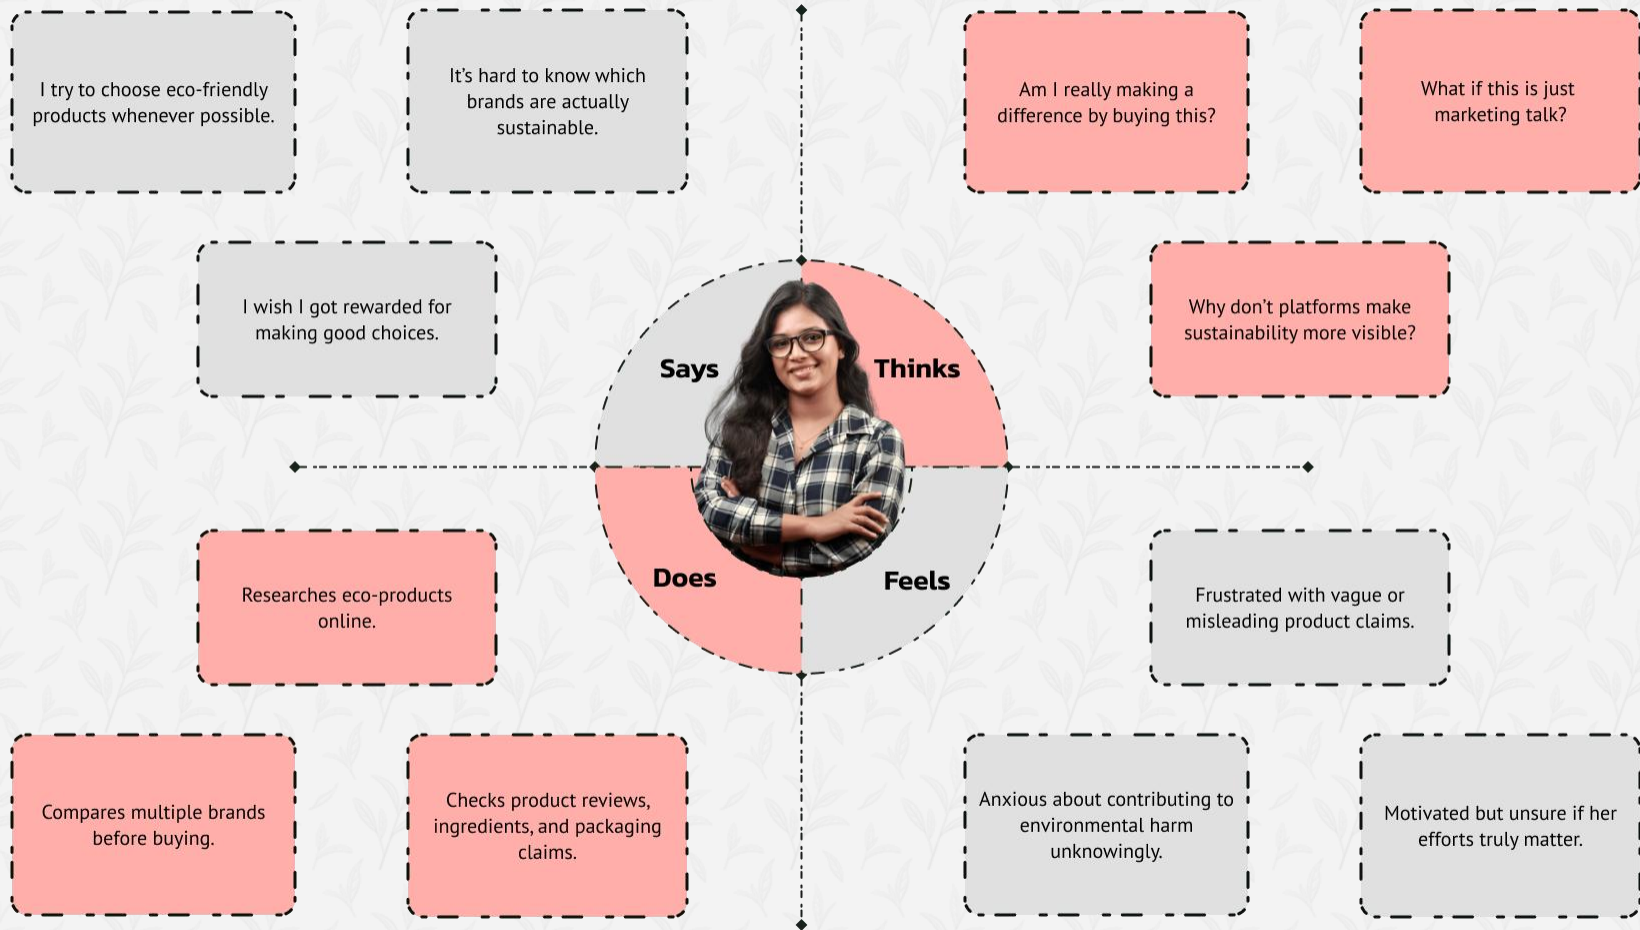 I try to choose eco-friendly
products whenever possible.
It’s hard to know which
brands are actually
sustainable.
I wish I got rewarded for
making good choices.
Am I really making a
difference by buying this?
What if this is just
marketing talk?
Why don’t platforms make
sustainability more visible?
Says
Thinks
Does
Feels
Researches eco-products
online.
Compares multiple brands
before buying.
Checks product reviews,
ingredients, and packaging
claims.
Frustrated with vague or
misleading product claims.
Anxious about contributing to
environmental harm
unknowingly.
Motivated but unsure if her
efforts truly matter.